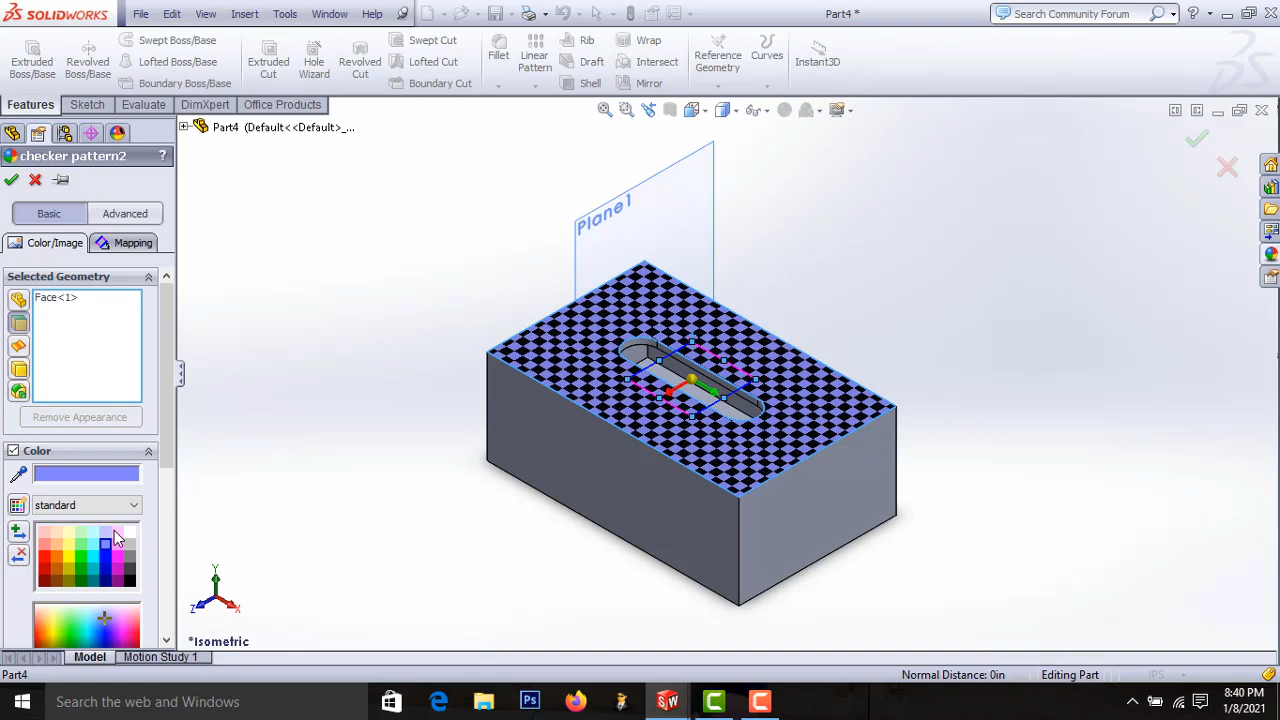 SOLIDWORKS File Edit View Insert Tools Window Help Part4 * Search Community Forum ?
Extruded Boss/Base
Revolved Boss/Base
Swept Boss/Base
Lofted Boss/Base
Boundary Boss/Base
Extruded Cut
Hole Wizard
Revolved Cut
Swept Cut
Lofted Cut
Boundary Cut
Fillet
Linear Pattern
Rib
Draft
Shell
Wrap
Intersect
Mirror
Reference Geometry
Curves
Instant3D
Features Sketch Evaluate DimXpert Office Products
Part4 (Default<<Default>_...
checker pattern2 ?
Basic Advanced
Color/Image Mapping
Selected Geometry
Face<1>
Remove Appearance
Color
standard
Plane1
Y
Z X
*Isometric
Model Motion Study 1
Part4 Normal Distance: 0in Editing Part IPS
Search the web and Windows Ps SW C C 8:40 PM
1/8/2021